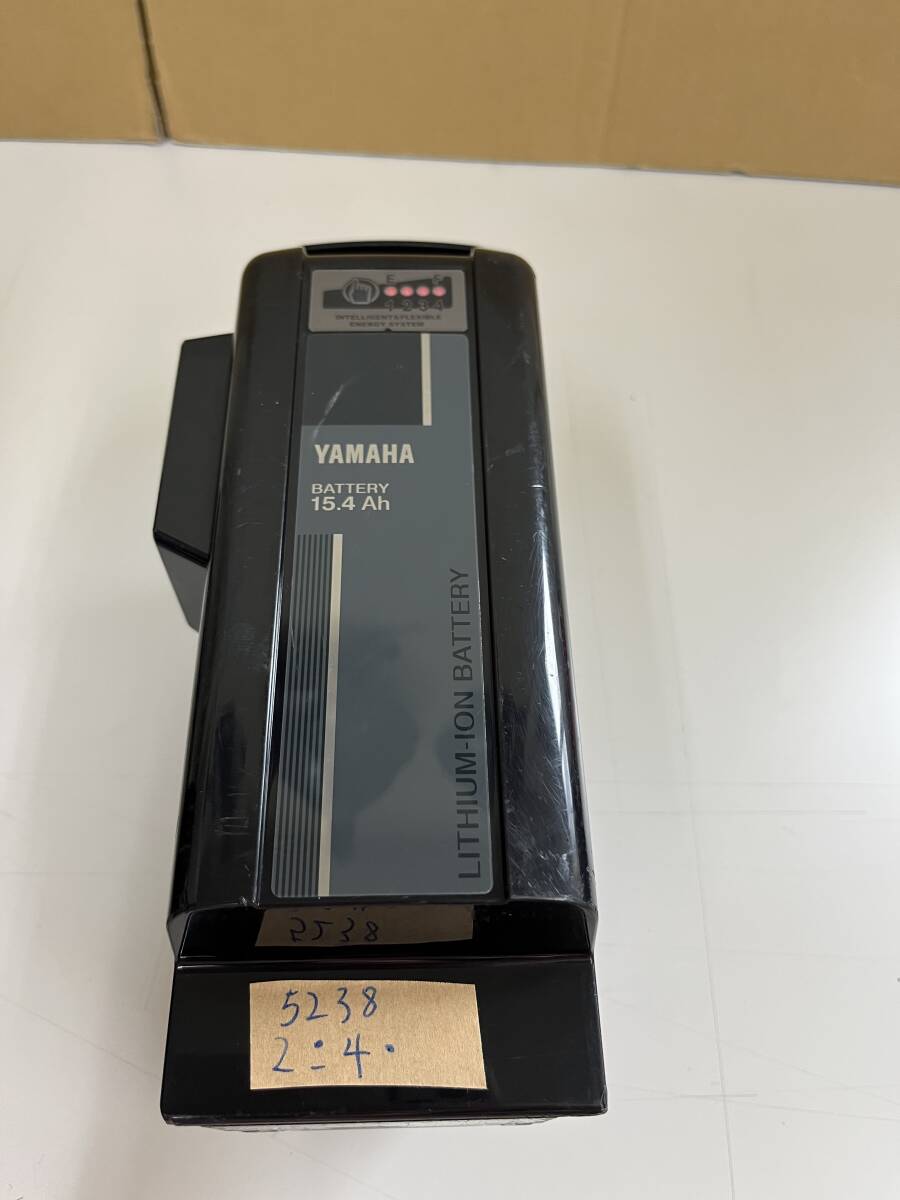 E F
1 2 3 4
INTELLIGENT & FLEXIBLE
ENERGY SYSTEM
YAMAHA
BATTERY
15.4 Ah
LITHIUM-ION BATTERY
5238
2:4.